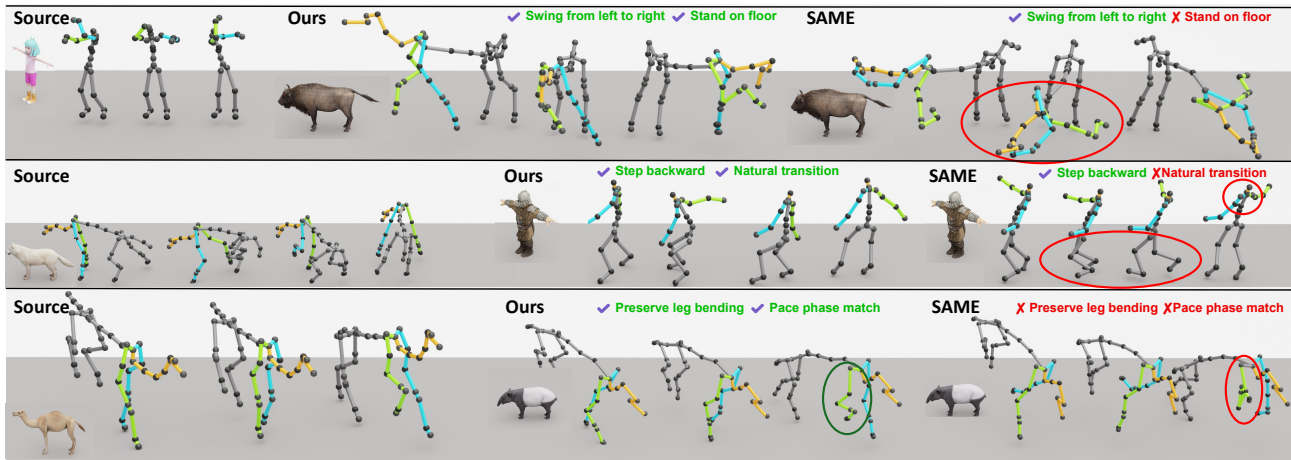 Source
Ours
✓ Swing from left to right ✓ Stand on floor
SAME
✓ Swing from left to right ✗ Stand on floor
Source
Ours
✓ Step backward ✓ Natural transition
SAME
✓ Step backward ✗Natural transition
Source
Ours
✓ Preserve leg bending ✓ Pace phase match
SAME
✗ Preserve leg bending ✗Pace phase match